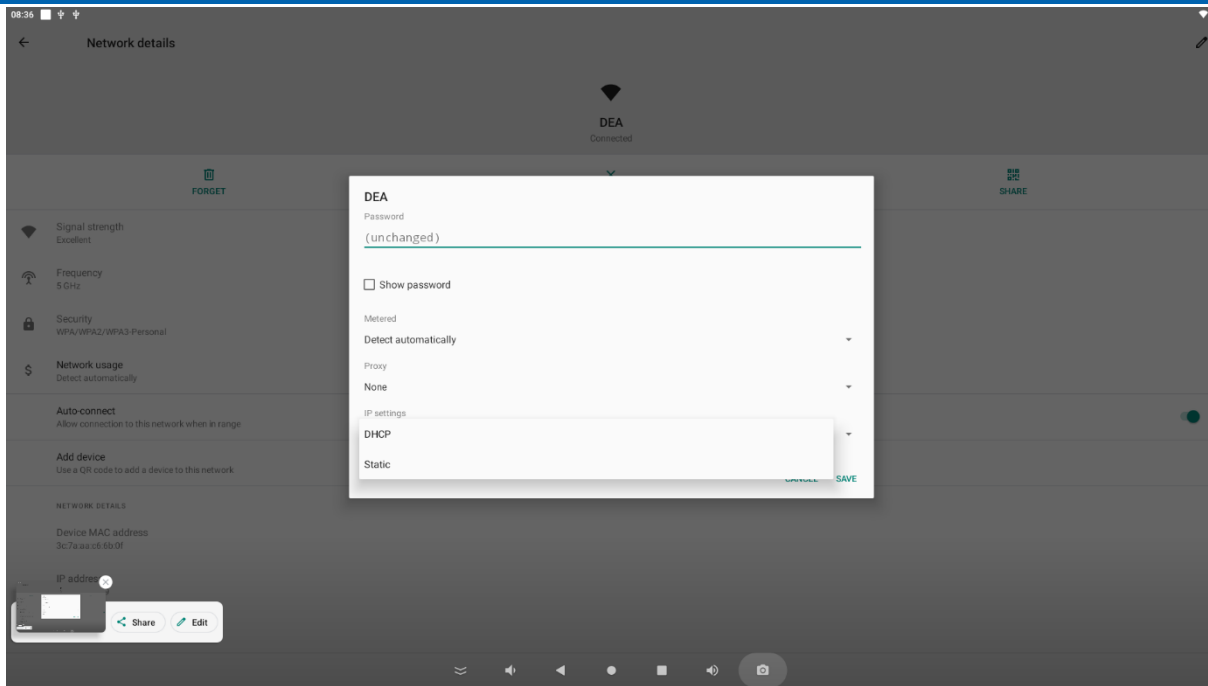 08:36
Network details
DEA
Connected
FORGET
SHARE
DEA
Password
(unchanged)
Show password
Metered
Detect automatically
Proxy
None
IP settings
DHCP
Static
CANCEL SAVE
Signal strength
Excellent
Frequency
5 GHz
Security
WPA/WPA2/WPA3-Personal
Network usage
Detect automatically
Auto-connect
Allow connection to this network when in range
Add device
Use a QR code to add a device to this network
NETWORK DETAILS
Device MAC address
3c:7a:aa:c6:6b:0f
IP address
Share
Edit